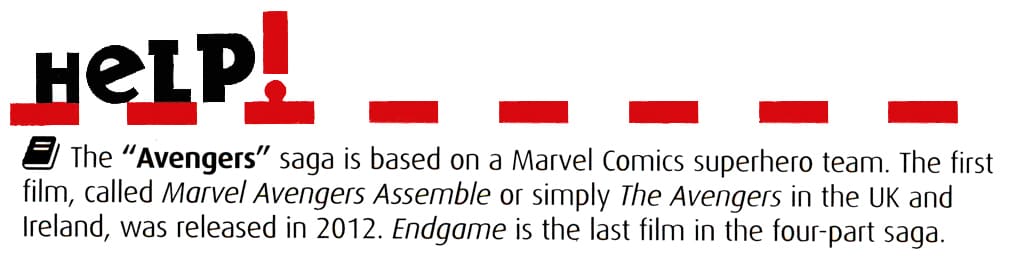 HeLP!
The “Avengers” saga is based on a Marvel Comics superhero team. The first
film, called Marvel Avengers Assemble or simply The Avengers in the UK and
Ireland, was released in 2012. Endgame is the last film in the four-part saga.